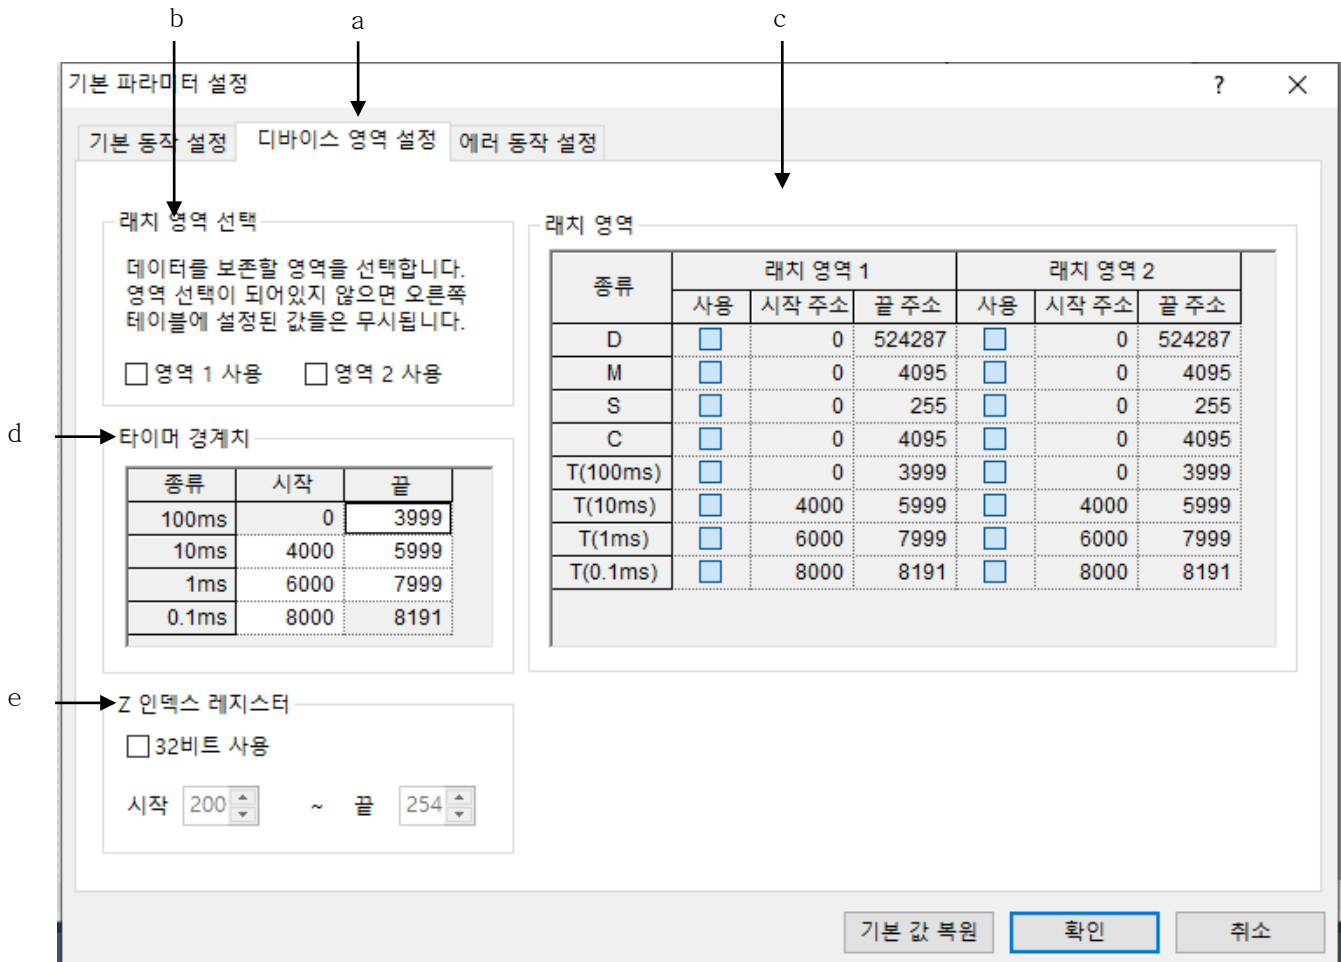 b a c
기본 파라미터 설정 ?
기본 동작 설정 디바이스 영역 설정 에러 동작 설정
래치 영역 선택
데이터를 보존할 영역을 선택합니다.
영역 선택이 되어있지 않으면 오른쪽
테이블에 설정된 값들은 무시됩니다.
영역 1 사용 영역 2 사용
래치 영역
종류 래치 영역 1 래치 영역 2
사용 시작 주소 끝 주소 사용 시작 주소 끝 주소
D 0 524287 0 524287
M 0 4095 0 4095
S 0 255 0 255
C 0 4095 0 4095
T(100ms) 0 3999 0 3999
T(10ms) 4000 5999 4000 5999
T(1ms) 6000 7999 6000 7999
T(0.1ms) 8000 8191 8000 8191
d 타이머 경계치
종류 시작 끝
100ms 0 3999
10ms 4000 5999
1ms 6000 7999
0.1ms 8000 8191
e Z 인덱스 레지스터
32비트 사용
시작 200 ~ 끝 254
기본 값 복원 확인 취소